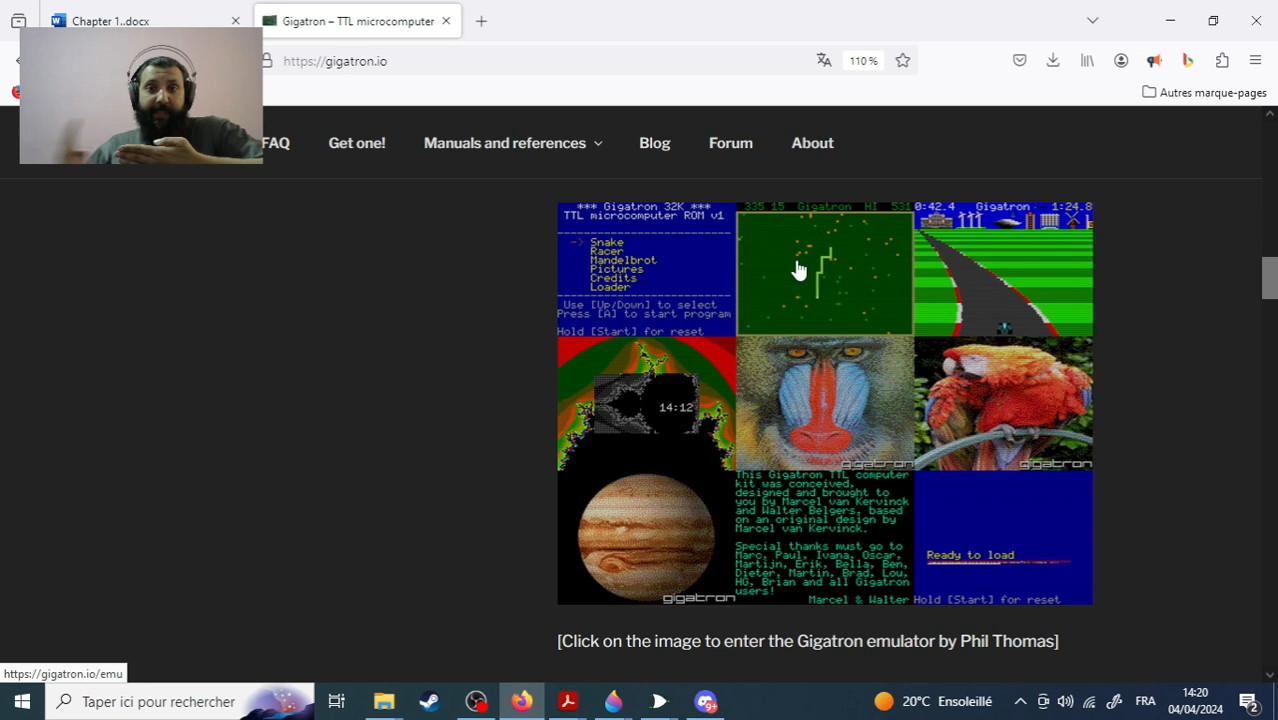 Chapter 1..docx
Gigatron – TTL microcomputer
https://gigatron.io
110 %
Autres marque-pages
FAQ
Get one!
Manuals and references
Blog
Forum
About
*** Gigatron 32K ***
TTL microcomputer ROM v1
-> Snake
Racer
Mandelbrot
Pictures
Credits
Loader
Use [Up/Down] to select
Press [A] to start program
Hold [Start] for reset
335 15 Gigatron HI 531
0:42.4 Gigatron 1:24.8
14:12
gigatron
gigatron
gigatron
This Gigatron TTL computer
kit was conceived,
designed and brought to
you by Marcel van Kervinck
and Walter Belgers, based
on an original design by
Marcel van Kervinck.
Special thanks must go to
Marc, Paul, Ivana, Oscar,
Martijn, Erik, Bella, Ben,
Dieter, Martin, Brad, Lou,
HG, Brian and all Gigatron
users!
Marcel & Walter
Ready to load
Hold [Start] for reset
[Click on the image to enter the Gigatron emulator by Phil Thomas]
https://gigatron.io/emu
Taper ici pour rechercher
20°C Ensoleillé
FRA
14:20
04/04/2024
2